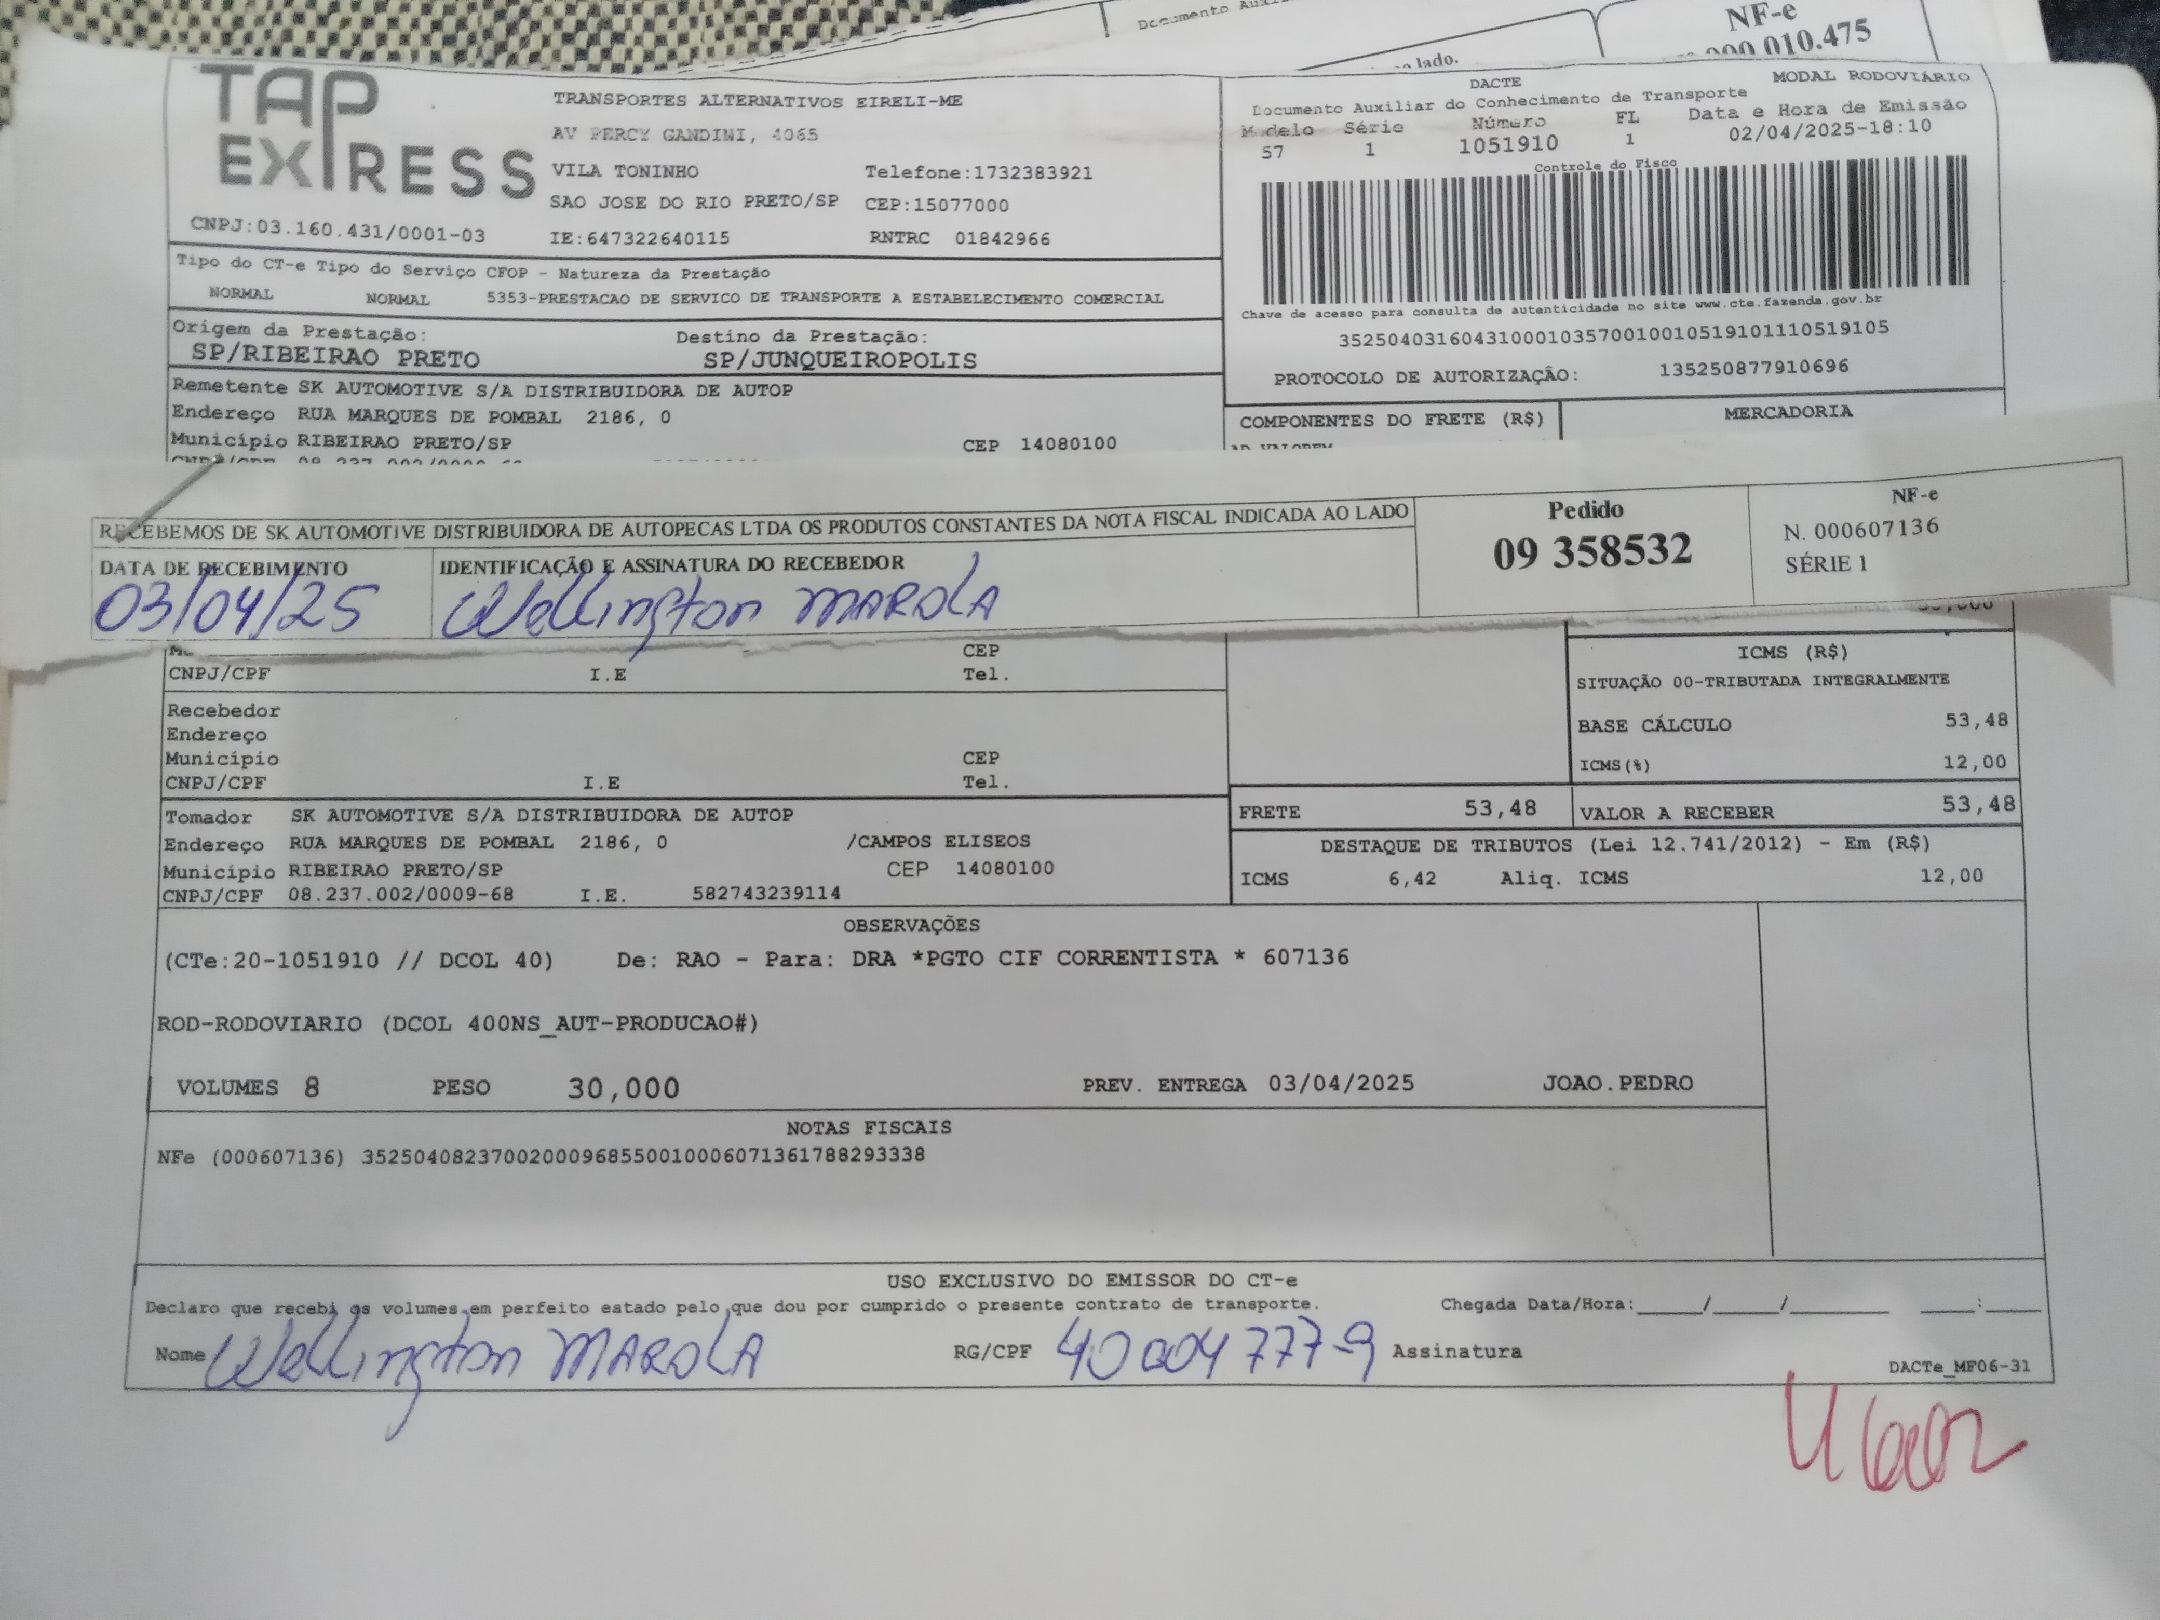 Documento
NF-e
000.010.475
lado.
TAP EXPRESS
TRANSPORTES ALTERNATIVOS EIRELI-ME
AV PERCY GANDINI, 4065
VILA TONINHO Telefone:1732383921
SAO JOSE DO RIO PRETO/SP CEP:15077000
CNPJ:03.160.431/0001-03 IE:647322640115 RNTRC 01842966
DACTE MODAL RODOVIÁRIO
Documento Auxiliar do Conhecimento de Transporte
Modelo Série Número FL Data e Hora de Emissão
57 1 1051910 1 02/04/2025-18:10
Controle do Fisco
Chave de acesso para consulta de autenticidade no site www.cte.fazenda.gov.br
35250403160431000103570010010519101110519105
PROTOCOLO DE AUTORIZAÇÃO: 135250877910696
Tipo do CT-e Tipo do Serviço CFOP - Natureza da Prestação
NORMAL NORMAL 5353-PRESTACAO DE SERVICO DE TRANSPORTE A ESTABELECIMENTO COMERCIAL
Origem da Prestação: Destino da Prestação:
SP/RIBEIRAO PRETO SP/JUNQUEIROPOLIS
Remetente SK AUTOMOTIVE S/A DISTRIBUIDORA DE AUTOP
Endereço RUA MARQUES DE POMBAL 2186, 0
Município RIBEIRAO PRETO/SP CEP 14080100
COMPONENTES DO FRETE (R$) MERCADORIA
RECEBEMOS DE SK AUTOMOTIVE DISTRIBUIDORA DE AUTOPECAS LTDA OS PRODUTOS CONSTANTES DA NOTA FISCAL INDICADA AO LADO
DATA DE RECEBIMENTO IDENTIFICAÇÃO E ASSINATURA DO RECEBEDOR
03/04/25 Wellington MAROLA
Pedido
09 358532
NF-e
N. 000607136
SÉRIE 1
CEP
CNPJ/CPF I.E Tel.
Recebedor
Endereço
Município CEP
CNPJ/CPF I.E Tel.
ICMS (R$)
SITUAÇÃO 00-TRIBUTADA INTEGRALMENTE
BASE CÁLCULO 53,48
ICMS(%) 12,00
FRETE 53,48 VALOR A RECEBER 53,48
Tomador SK AUTOMOTIVE S/A DISTRIBUIDORA DE AUTOP
Endereço RUA MARQUES DE POMBAL 2186, 0 /CAMPOS ELISEOS
Município RIBEIRAO PRETO/SP CEP 14080100
CNPJ/CPF 08.237.002/0009-68 I.E. 582743239114
DESTAQUE DE TRIBUTOS (Lei 12.741/2012) - Em (R$)
ICMS 6,42 Aliq. ICMS 12,00
OBSERVAÇÕES
(CTe:20-1051910 // DCOL 40) De: RAO - Para: DRA *PGTO CIF CORRENTISTA * 607136
ROD-RODOVIARIO (DCOL 400NS_AUT-PRODUCAO#)
VOLUMES 8 PESO 30,000 PREV. ENTREGA 03/04/2025 JOAO.PEDRO
NOTAS FISCAIS
NFe (000607136) 35250408237002000968550010006071361788293338
USO EXCLUSIVO DO EMISSOR DO CT-e
Declaro que recebi os volumes em perfeito estado pelo que dou por cumprido o presente contrato de transporte. Chegada Data/Hora:_____/_____/________ ____:_____
Nome Wellington MAROLA RG/CPF 40004777-9 Assinatura
DACTe_MF06-31